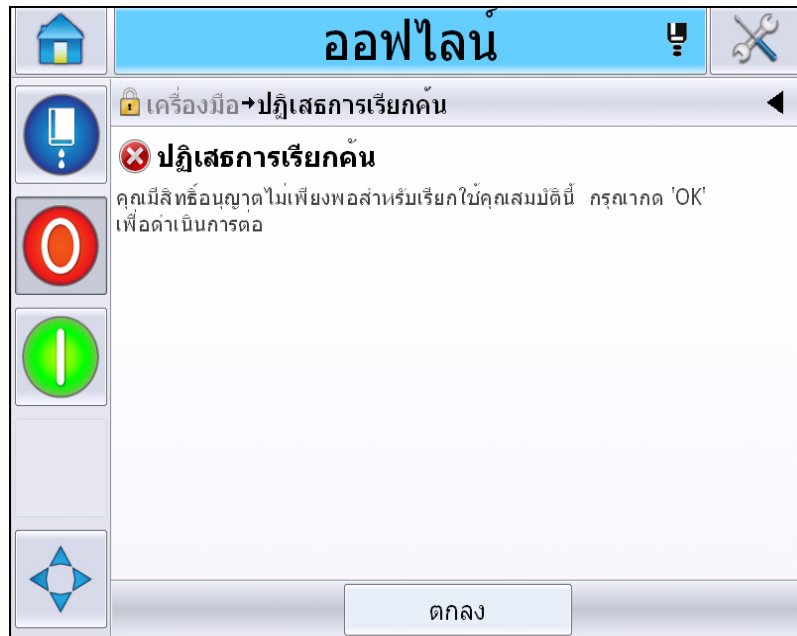 ออฟไลน์
เครื่องมือ→ปฏิเสธการเรียกค้น
ปฏิเสธการเรียกค้น
คุณมีสิทธิ์อนุญาตไม่เพียงพอสำหรับเรียกใช้คุณสมบัตินี้ กรุณากด 'OK'
เพื่อดำเนินการต่อ
ตกลง